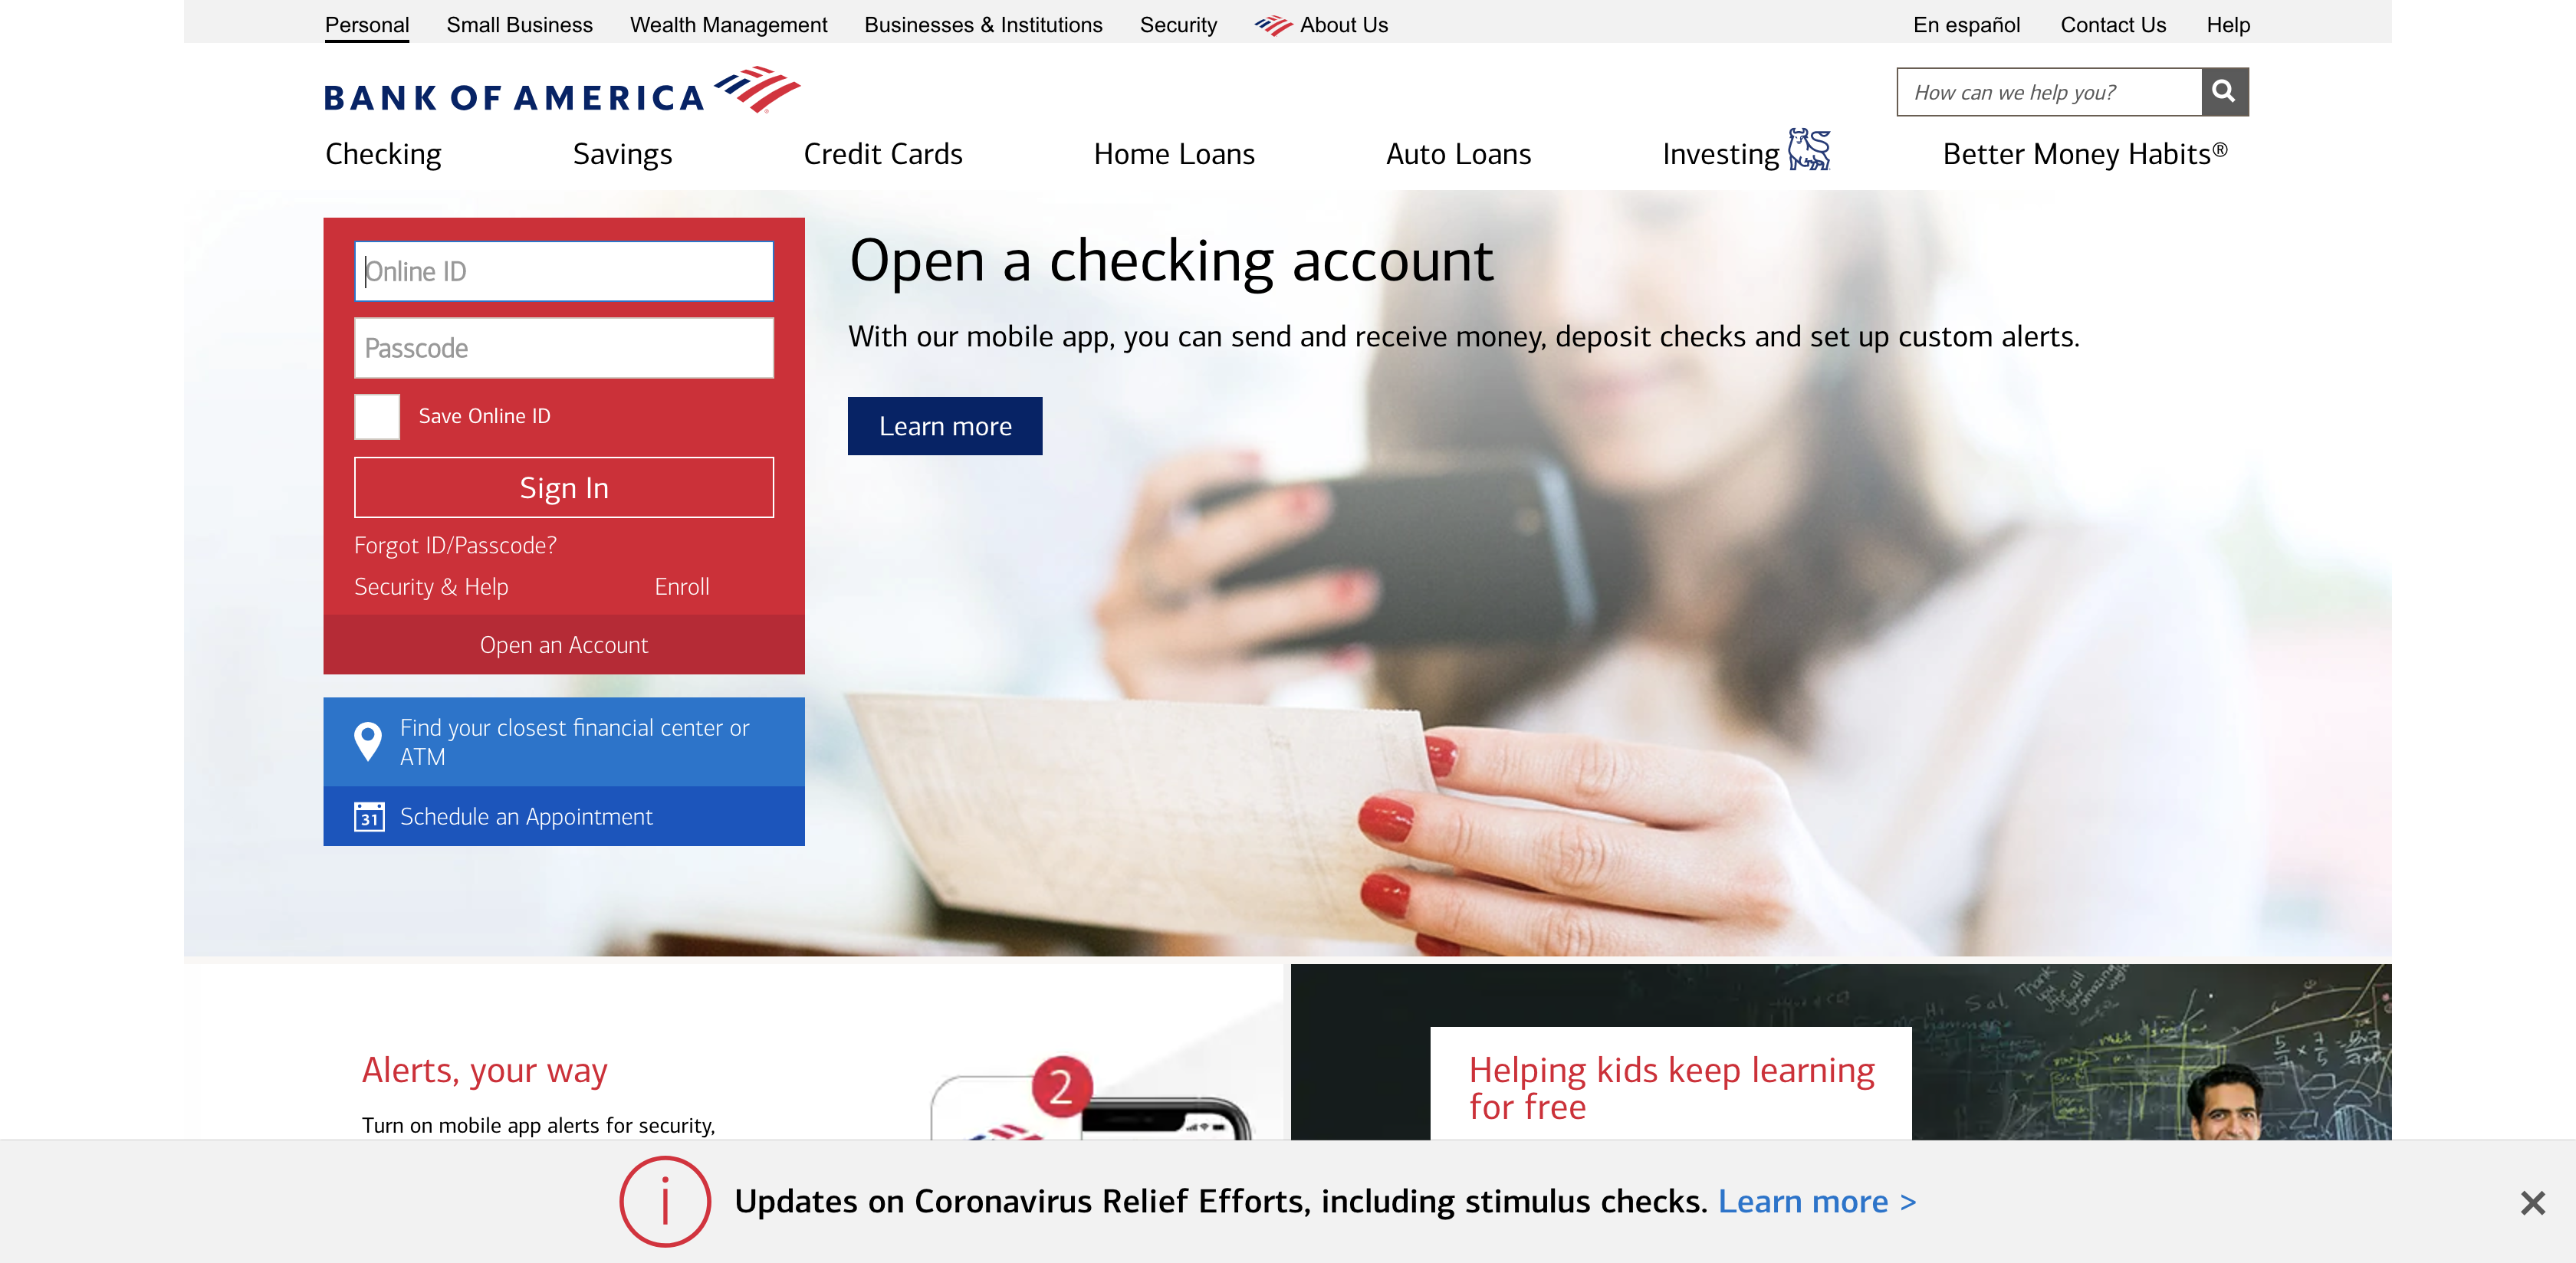 Personal Small Business Wealth Management Businesses & Institutions Security About Us En español Contact Us Help
BANK OF AMERICA
How can we help you?
Checking Savings Credit Cards Home Loans Auto Loans Investing Better Money Habits®
Online ID
Passcode
Save Online ID
Sign In
Forgot ID/Passcode?
Security & Help Enroll
Open an Account
Find your closest financial center or
ATM
31 Schedule an Appointment
Open a checking account
With our mobile app, you can send and receive money, deposit checks and set up custom alerts.
Learn more
Alerts, your way
Turn on mobile app alerts for security,
2
Hi Sal
Thank
you
Helping kids keep learning
for free
Updates on Coronavirus Relief Efforts, including stimulus checks. Learn more >